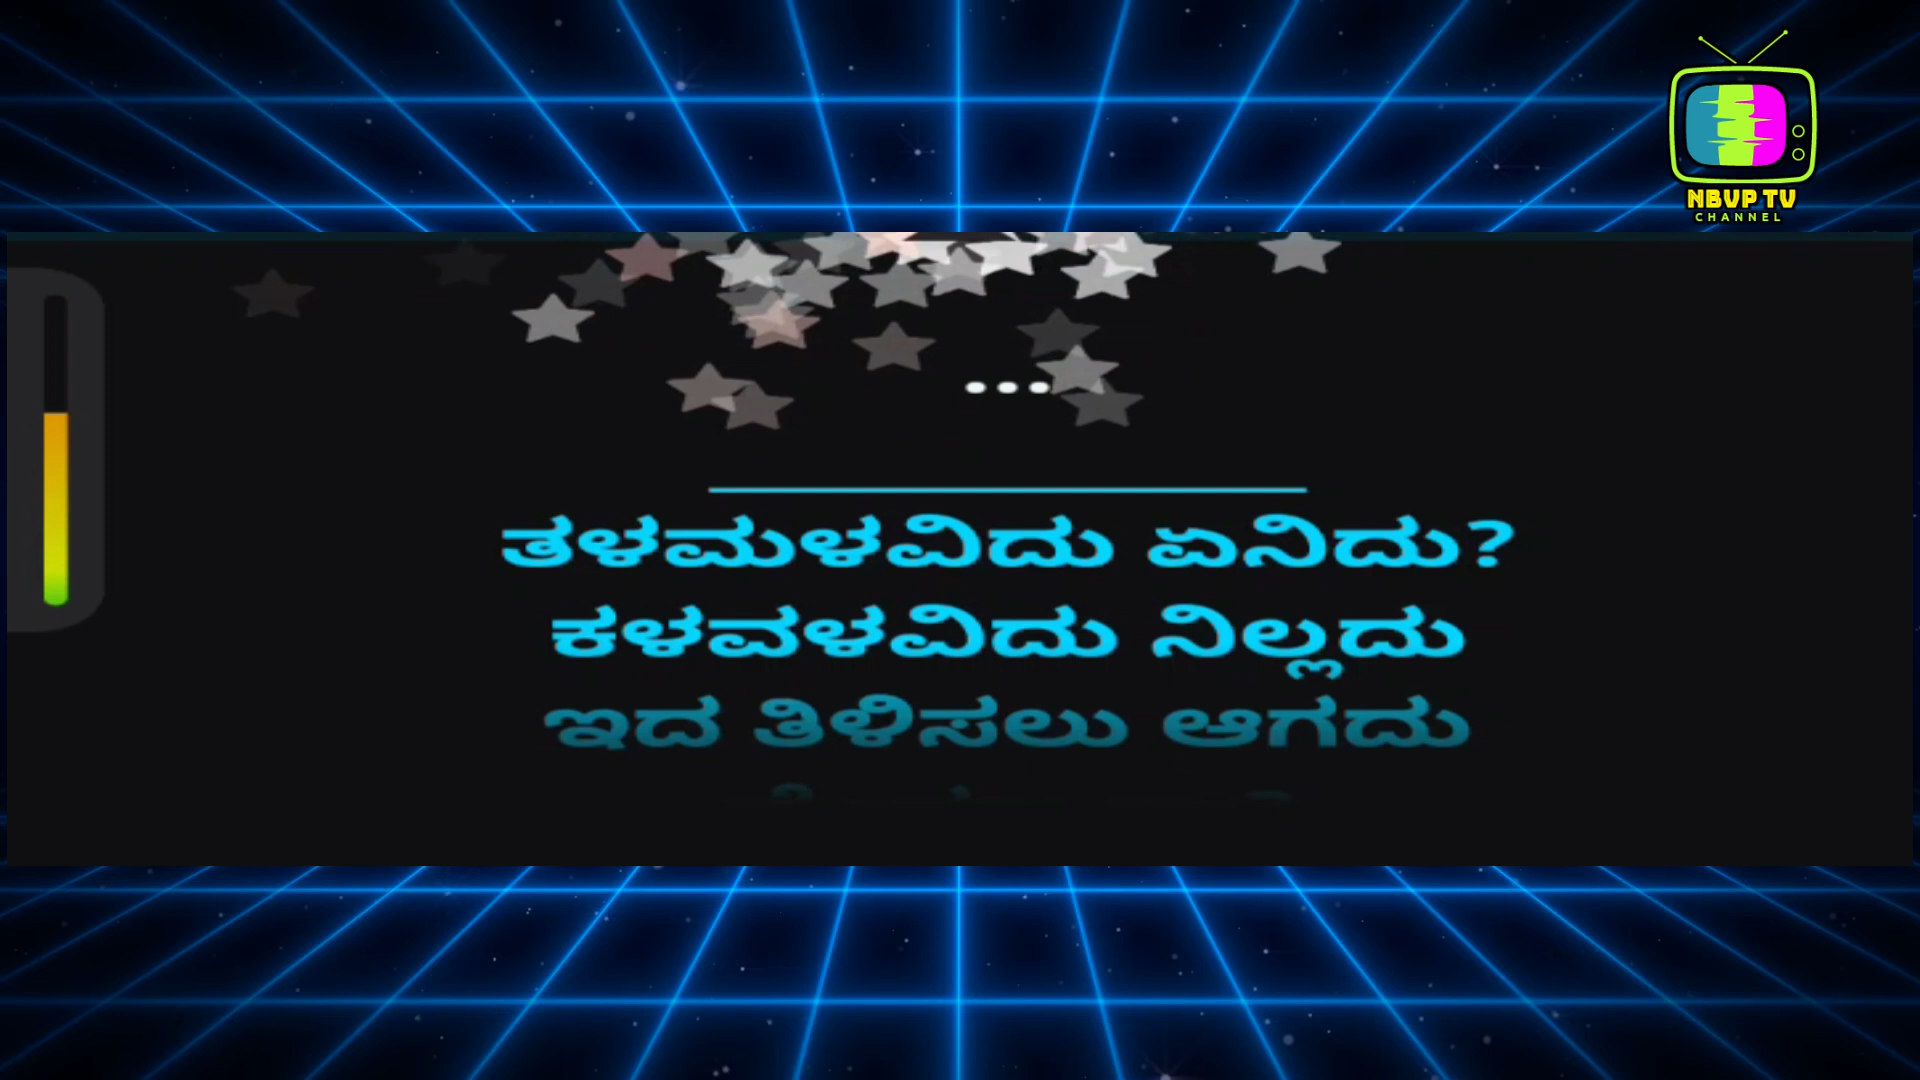 NBVP TV
CHANNEL
...
ತಳಮಳವಿದು ಏನಿದು?
ಕಳವಳವಿದು ನಿಲ್ಲದು
ಇದ ತಿಳಿಸಲು ಆಗದು